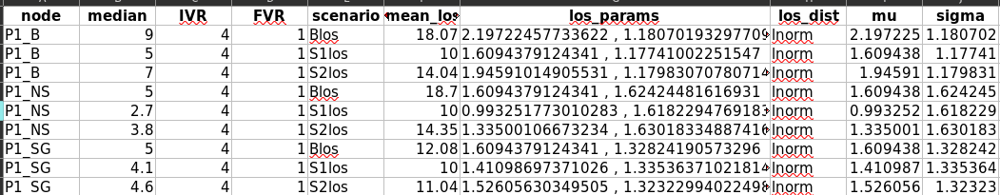 node median IVR FVR scenario mean_los los_params los_dist mu sigma
P1_B 9 4 1 Blos 18.07 2.19722457733622 , 1.18070193297709 lnorm 2.197225 1.180702
P1_B 5 4 1 S1los 10 1.6094379124341 , 1.17741002251547 lnorm 1.609438 1.17741
P1_B 7 4 1 S2los 14.04 1.94591014905531 , 1.1798307078071 lnorm 1.94591 1.179831
P1_NS 5 4 1 Blos 18.7 1.6094379124341 , 1.62424481616931 lnorm 1.609438 1.624245
P1_NS 2.7 4 1 S1los 10 0.993251773010283 , 1.618229476918 lnorm 0.993252 1.618229
P1_NS 3.8 4 1 S2los 14.35 1.33500106673234 , 1.6301833488741 lnorm 1.335001 1.630183
P1_SG 5 4 1 Blos 12.08 1.6094379124341 , 1.32824190573296 lnorm 1.609438 1.328242
P1_SG 4.1 4 1 S1los 10 1.41098697371026 , 1.3353637102181 lnorm 1.410987 1.335364
P1_SG 4.6 4 1 S2los 11.04 1.52605630349505 , 1.3232299402249 lnorm 1.526056 1.32323